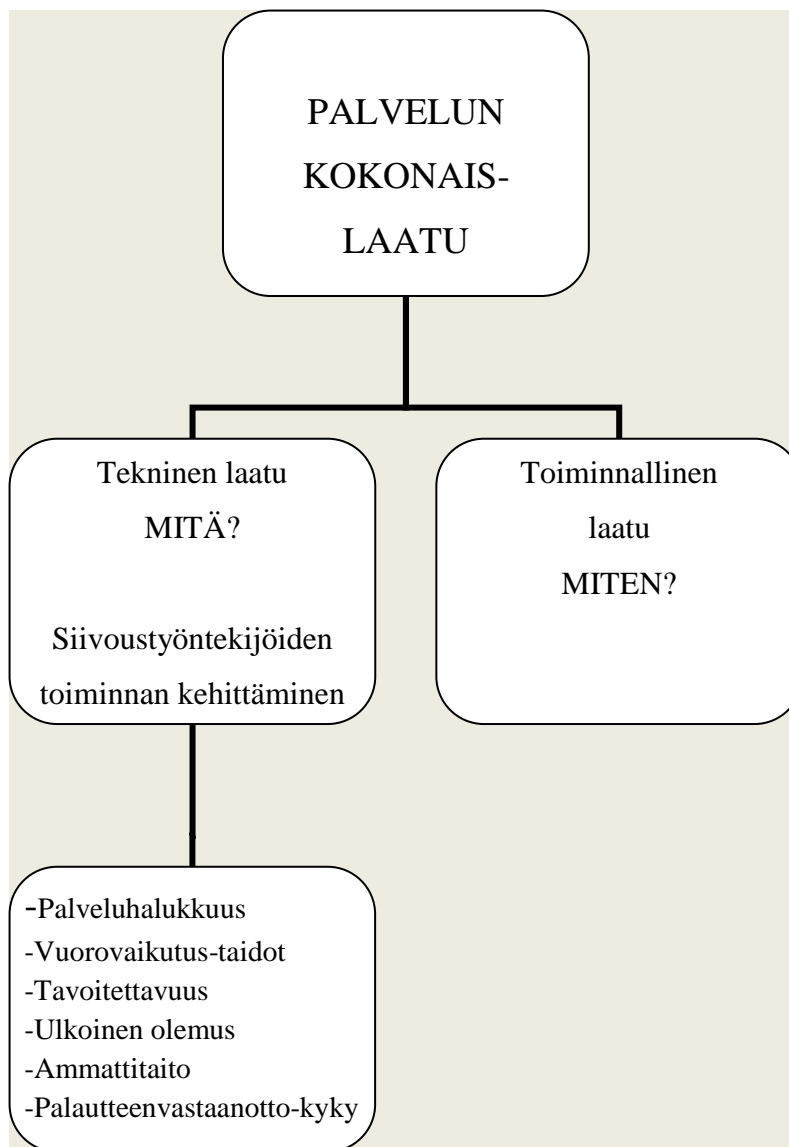 PALVELUN
KOKONAIS-
LAATU
Tekninen laatu
MITÄ?
Siivoustyöntekijöiden
toiminnan kehittäminen
Toiminnallinen
laatu
MITEN?
-Palveluhalukkuus
-Vuorovaikutus-taidot
-Tavoitettavuus
-Ulkoinen olemus
-Ammattitaito
-Palautteenvastaanotto-kyky